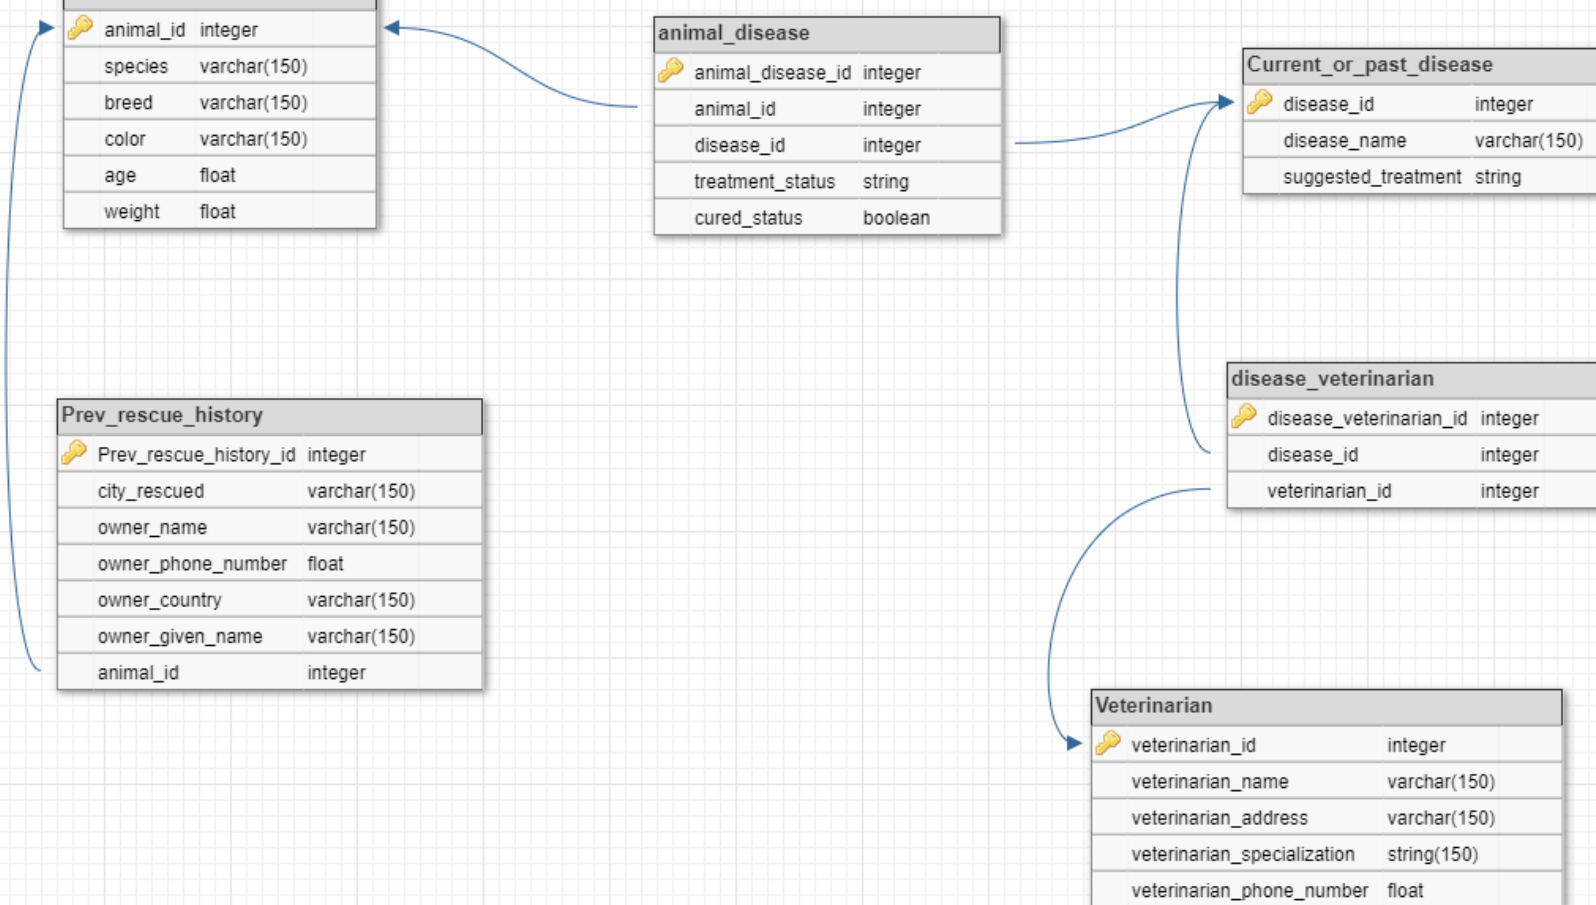 animal_id integer
species varchar(150)
breed varchar(150)
color varchar(150)
age float
weight float
animal_disease
animal_disease_id integer
animal_id integer
disease_id integer
treatment_status string
cured_status boolean
Current_or_past_disease
disease_id integer
disease_name varchar(150)
suggested_treatment string
Prev_rescue_history
Prev_rescue_history_id integer
city_rescued varchar(150)
owner_name varchar(150)
owner_phone_number float
owner_country varchar(150)
owner_given_name varchar(150)
animal_id integer
disease_veterinarian
disease_veterinarian_id integer
disease_id integer
veterinarian_id integer
Veterinarian
veterinarian_id integer
veterinarian_name varchar(150)
veterinarian_address varchar(150)
veterinarian_specialization string(150)
veterinarian_phone_number float